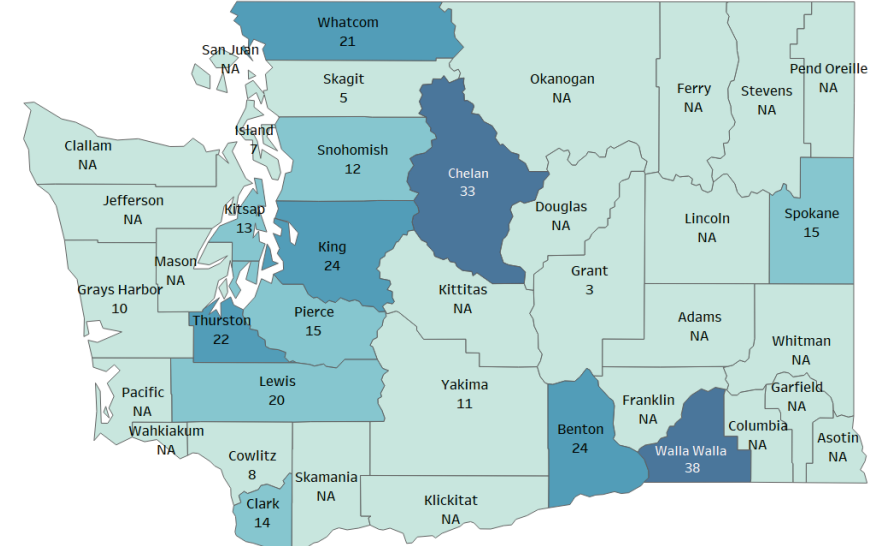 Whatcom
21
San Juan
NA
Skagit
5
Okanogan
NA
Ferry
NA
Stevens
NA
Pend Oreille
NA
Island
7
Clallam
NA
Snohomish
12
Chelan
33
Jefferson
NA
Kitsap
13
Douglas
NA
Lincoln
NA
Spokane
15
King
24
Mason
NA
Grant
3
Grays Harbor
10
Kittitas
NA
Thurston
22
Pierce
15
Adams
NA
Whitman
NA
Lewis
20
Yakima
11
Pacific
NA
Franklin
NA
Garfield
NA
Wahkiakum
NA
Benton
24
Columbia
NA
Asotin
NA
Walla Walla
38
Cowlitz
8
Skamania
NA
Klickitat
NA
Clark
14